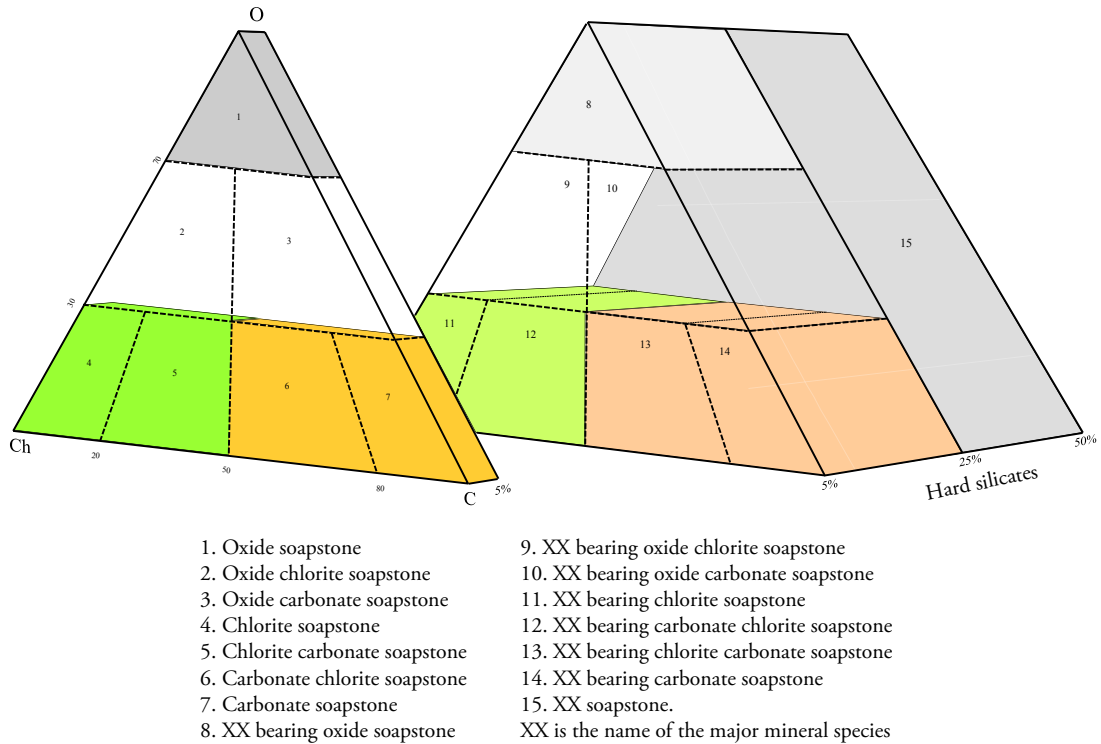 O
1
8
70
9
10
2
3
15
30
11
12
13
14
4
5
6
7
Ch
20
50
80
C
5%
5%
25%
50%
Hard silicates
1. Oxide soapstone
2. Oxide chlorite soapstone
3. Oxide carbonate soapstone
4. Chlorite soapstone
5. Chlorite carbonate soapstone
6. Carbonate chlorite soapstone
7. Carbonate soapstone
8. XX bearing oxide soapstone
9. XX bearing oxide chlorite soapstone
10. XX bearing oxide carbonate soapstone
11. XX bearing chlorite soapstone
12. XX bearing carbonate chlorite soapstone
13. XX bearing chlorite carbonate soapstone
14. XX bearing carbonate soapstone
15. XX soapstone.
XX is the name of the major mineral species